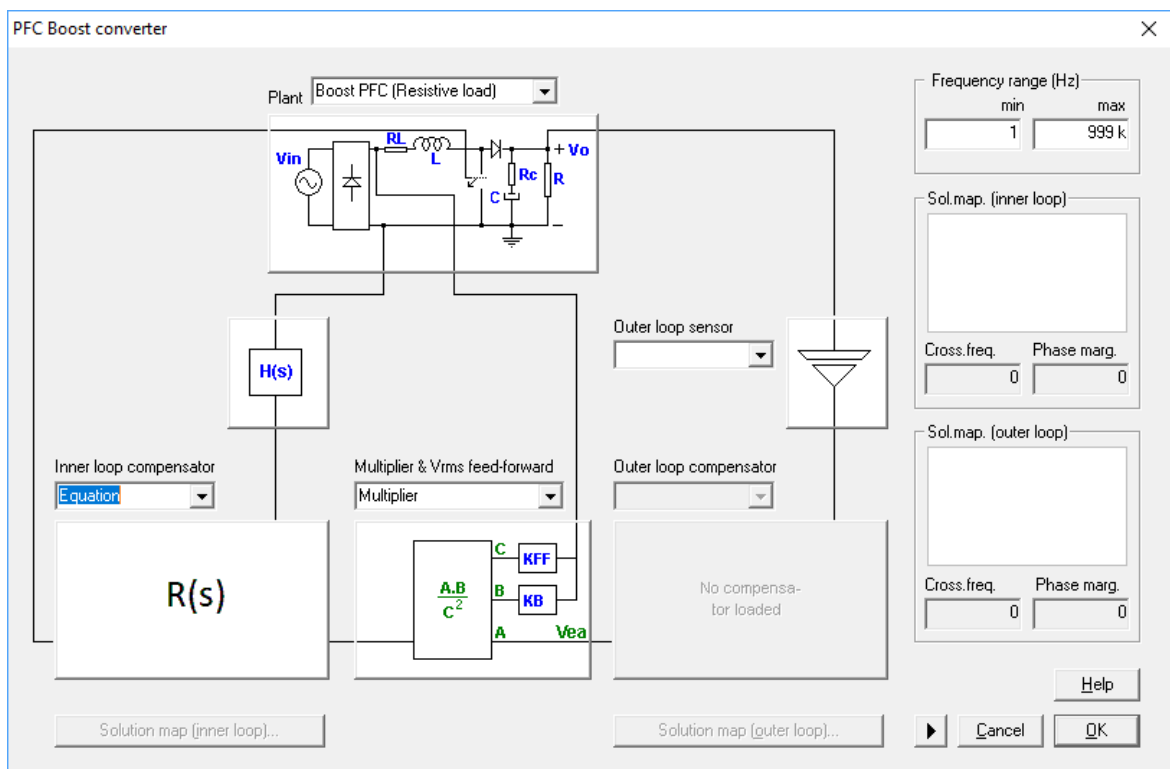 PFC Boost converter
Plant Boost PFC (Resistive load)
Vin
RL
L
+ Vo
Rc
R
C
–
H(s)
Outer loop sensor
Inner loop compensator
Equation
Multiplier & Vrms feed-forward
Multiplier
Outer loop compensator
R(s)
A.B
C²
C KFF
B KB
A Vea
No compensa-
tor loaded
Solution map (inner loop)...
Solution map (outer loop)...
Frequency range (Hz)
min max
1 999 k
Sol.map. (inner loop)
Cross.freq. Phase marg.
0 0
Sol.map. (outer loop)
Cross.freq. Phase marg.
0 0
Help
Cancel OK